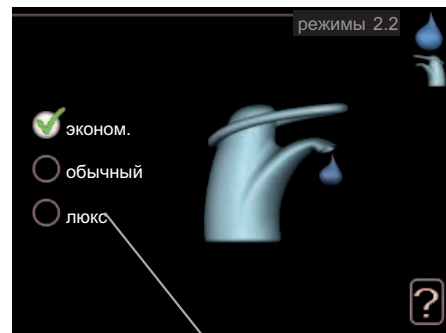 режимы 2.2
эконом.
обычный
люкс
?